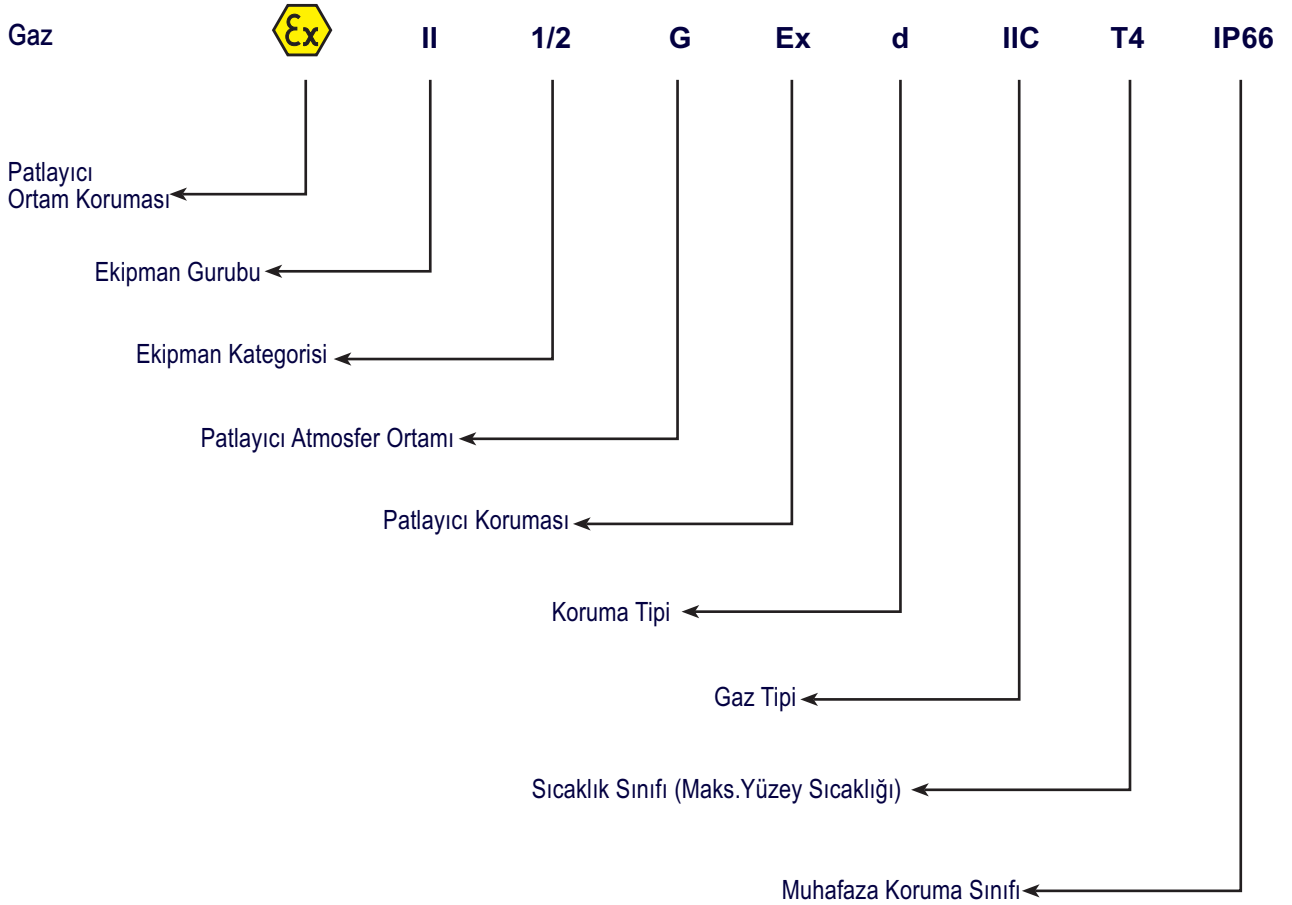 Gaz Ex II 1/2 G Ex d IIC T4 IP66
Patlayıcı
Ortam Koruması
Ekipman Gurubu
Ekipman Kategorisi
Patlayıcı Atmosfer Ortamı
Patlayıcı Koruması
Koruma Tipi
Gaz Tipi
Sıcaklık Sınıfı (Maks.Yüzey Sıcaklığı)
Muhafaza Koruma Sınıfı